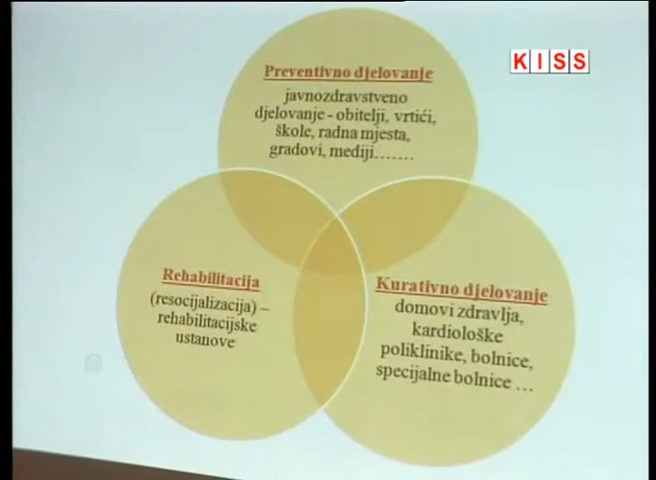 KISS
Preventivno djelovanje
javnozdravstveno
djelovanje - obitelji, vrtići,
škole, radna mjesta,
gradovi, mediji.......
Rehabilitacija
(resocijalizacija) –
rehabilitacijske
ustanove
Kurativno djelovanje
domovi zdravlja,
kardiološke
poliklinike, bolnice,
specijalne bolnice ...